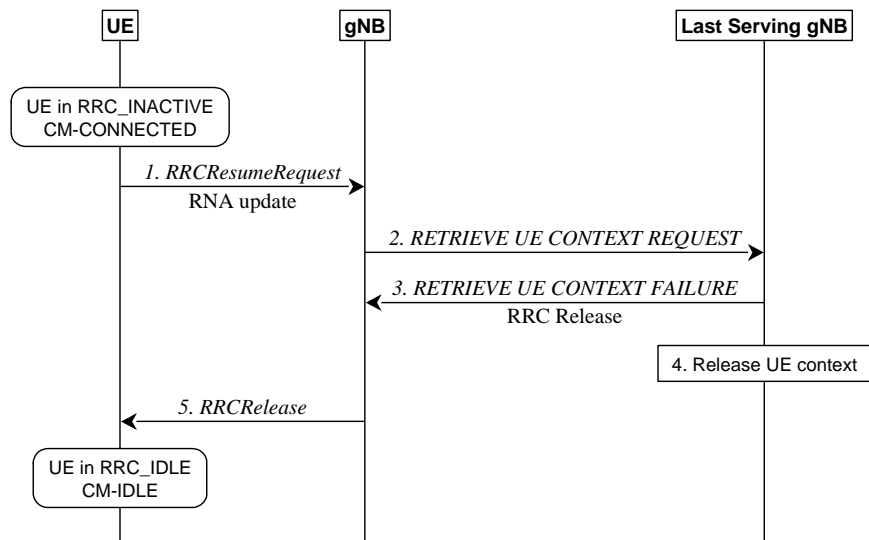 UE
gNB
Last Serving gNB
UE in RRC_INACTIVE
CM-CONNECTED
1. RRCResumeRequest
RNA update
2. RETRIEVE UE CONTEXT REQUEST
3. RETRIEVE UE CONTEXT FAILURE
RRC Release
4. Release UE context
5. RRCRelease
UE in RRC_IDLE
CM-IDLE